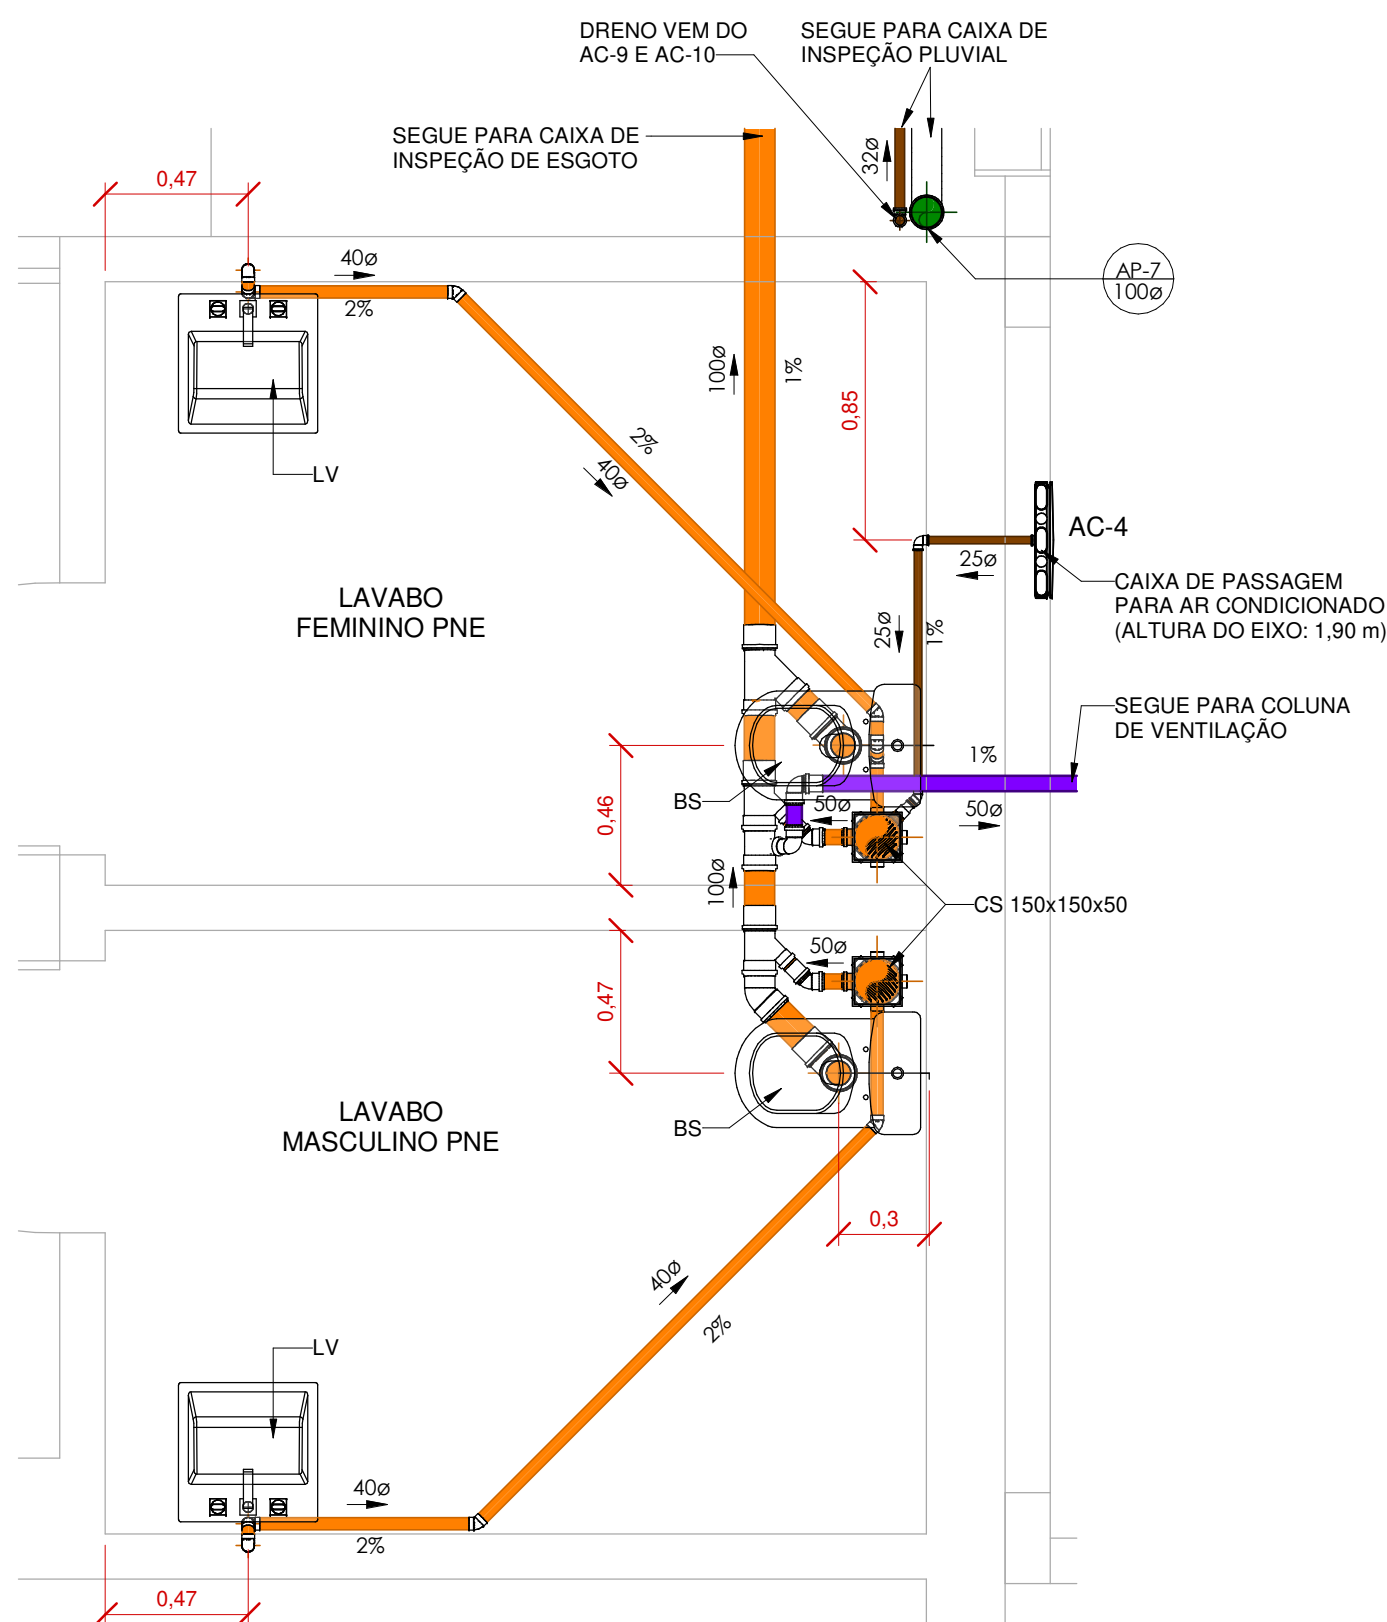 DRENO VEM DO
AC-9 E AC-10
SEGUE PARA CAIXA DE
INSPEÇÃO PLUVIAL
SEGUE PARA CAIXA DE
INSPEÇÃO DE ESGOTO
32ø
0,47
AP-7
100ø
40ø
2%
100ø
1%
0,85
2%
40ø
LV
AC-4
25ø
CAIXA DE PASSAGEM
PARA AR CONDICIONADO
(ALTURA DO EIXO: 1,90 m)
LAVABO
FEMININO PNE
25ø
1%
SEGUE PARA COLUNA
DE VENTILAÇÃO
1%
BS
50ø
50ø
0,46
100ø
CS 150x150x50
50ø
0,47
LAVABO
MASCULINO PNE
BS
0,3
40ø
2%
LV
40ø
2%
0,47